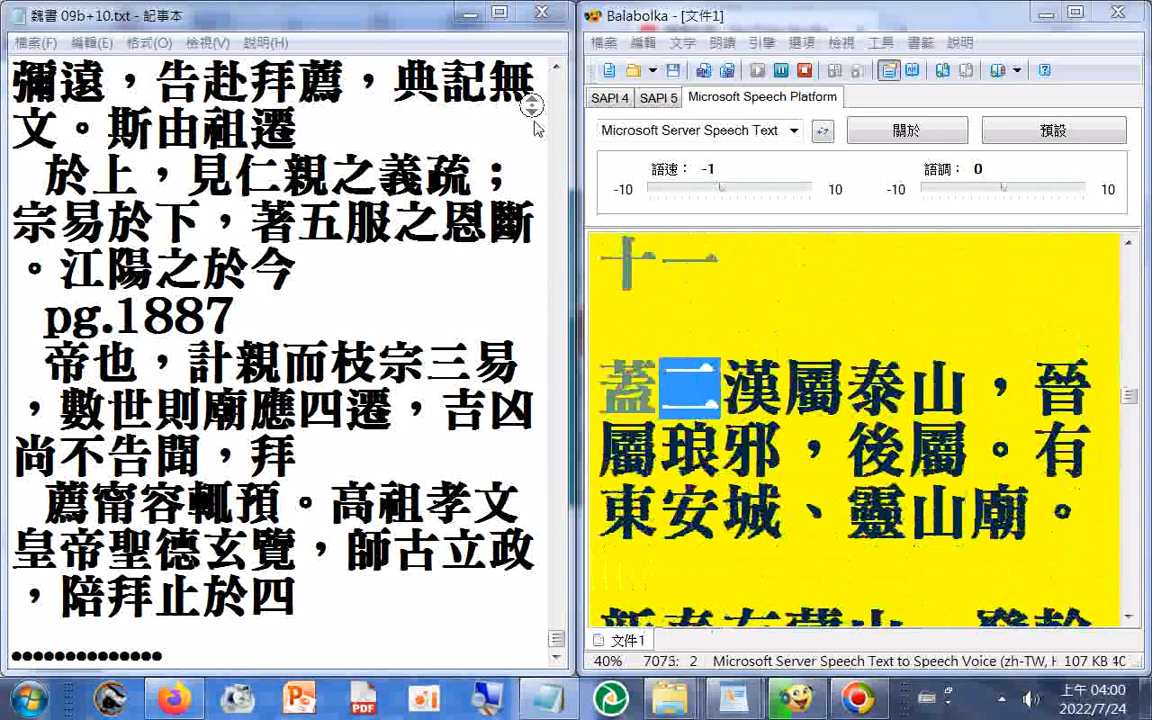 魏書 09b+10.txt - 記事本
檔案(F) 編輯(E) 格式(O) 檢視(V) 說明(H)
彌遠，告赴拜薦，典記無
文。斯由祖遷
於上，見仁親之義疏；
宗易於下，著五服之恩斷
。江陽之於今
pg.1887
帝也，計親而枝宗三易
，數世則廟應四遷，吉凶
尚不告聞，拜
薦甯容輒預。高祖孝文
皇帝聖德玄覽，師古立政
，陪拜止於四
••••••••••••••
Balabolka - [文件1]
檔案 編輯 文字 朗讀 引擎 選項 檢視 工具 書籤 說明
SAPI 4 SAPI 5 Microsoft Speech Platform
Microsoft Server Speech Text 關於 預設
語速： -1 語調： 0
-10 10 -10 10
十一
蓋二漢屬泰山，晉
屬琅邪，後屬。有
東安城、靈山廟。
文件1
40% 7075: 2 Microsoft Server Speech Text to Speech Voice (zh-TW, H 107 KB 40
PDF
上午 04:00
2022/7/24